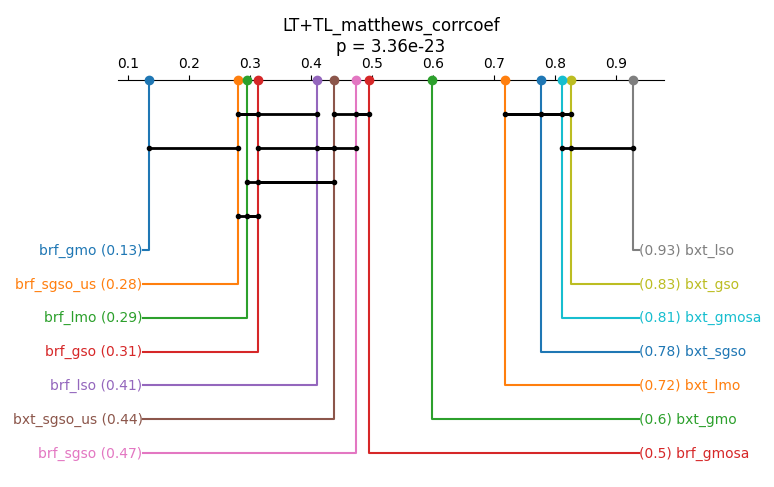 LT+TL_matthews_corrcoef
p = 3.36e-23
0.1 0.2 0.3 0.4 0.5 0.6 0.7 0.8 0.9
brf_gmo (0.13) (0.93) bxt_lso
brf_sgso_us (0.28) (0.83) bxt_gso
brf_lmo (0.29) (0.81) bxt_gmosa
brf_gso (0.31) (0.78) bxt_sgso
brf_lso (0.41) (0.72) bxt_lmo
bxt_sgso_us (0.44) (0.6) bxt_gmo
brf_sgso (0.47) (0.5) brf_gmosa